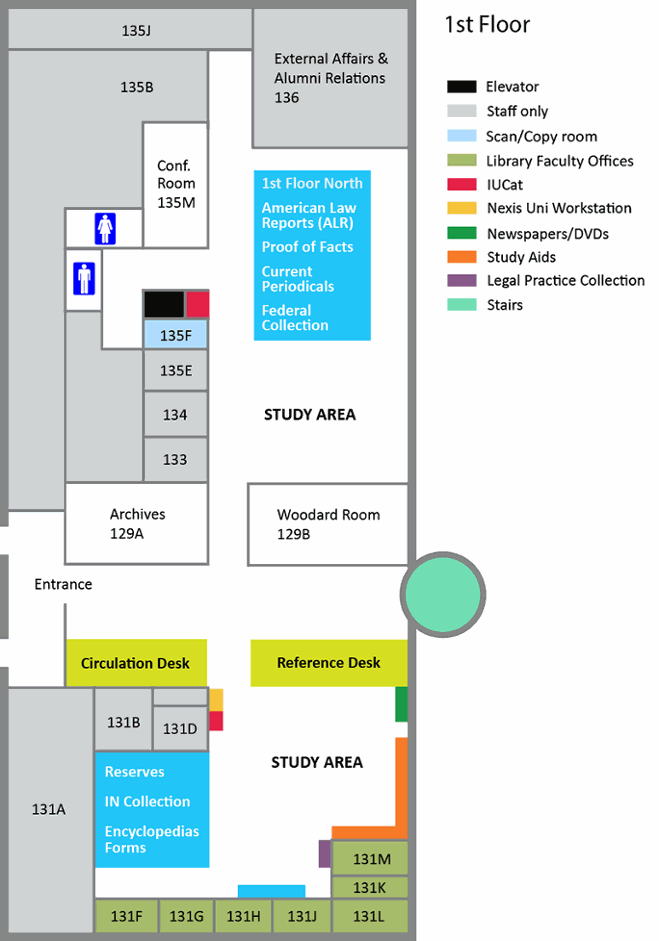 1st Floor
Elevator
Staff only
Scan/Copy room
Library Faculty Offices
IUCat
Nexis Uni Workstation
Newspapers/DVDs
Study Aids
Legal Practice Collection
Stairs
135J
External Affairs &
Alumni Relations
136
135B
Conf.
Room
135M
1st Floor North
American Law
Reports (ALR)
Proof of Facts
Current
Periodicals
Federal
Collection
135F
135E
134
133
STUDY AREA
Archives
129A
Woodard Room
129B
Entrance
Circulation Desk
Reference Desk
131B
131D
131A
STUDY AREA
Reserves
IN Collection
Encyclopedias
Forms
131M
131K
131F
131G
131H
131J
131L